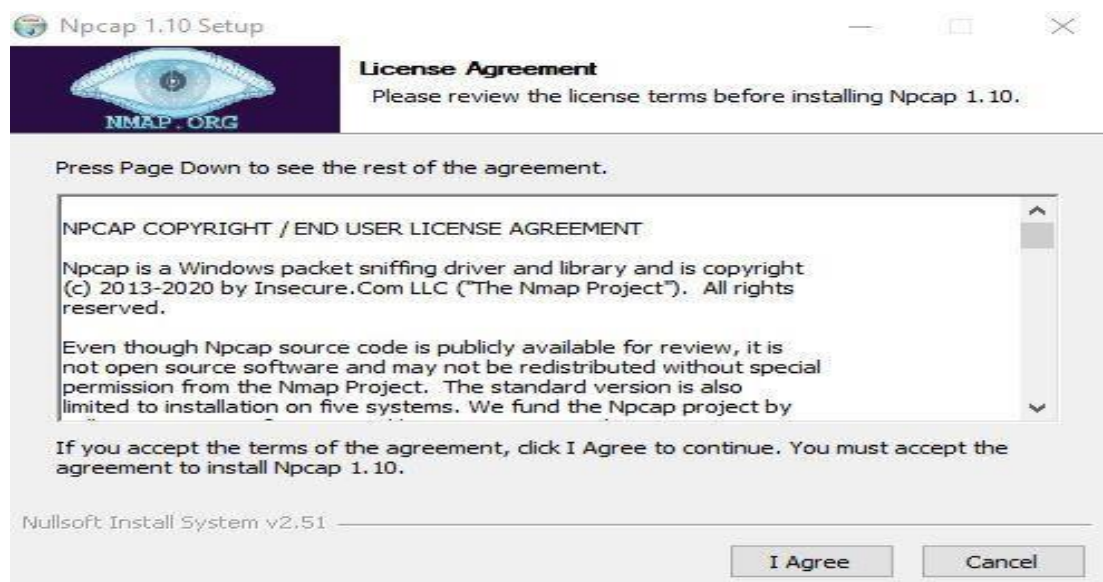 Npcap 1.10 Setup
NMAP.ORG
License Agreement
Please review the license terms before installing Npcap 1.10.
Press Page Down to see the rest of the agreement.
NPCAP COPYRIGHT / END USER LICENSE AGREEMENT
Npcap is a Windows packet sniffing driver and library and is copyright
(c) 2013-2020 by Insecure.Com LLC ("The Nmap Project").  All rights
reserved.
Even though Npcap source code is publicly available for review, it is
not open source software and may not be redistributed without special
permission from the Nmap Project.  The standard version is also
limited to installation on five systems. We fund the Npcap project by
If you accept the terms of the agreement, click I Agree to continue. You must accept the
agreement to install Npcap 1.10.
Nullsoft Install System v2.51
I Agree
Cancel